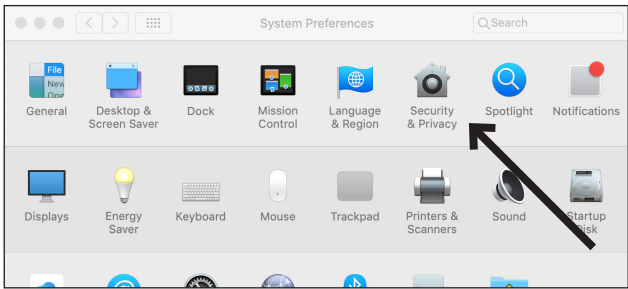 System Preferences
Search
File
New
Ope
General
Desktop &
Screen Saver
Dock
Mission
Control
Language
& Region
Security
& Privacy
Spotlight
Notifications
Displays
Energy
Saver
Keyboard
Mouse
Trackpad
Printers &
Scanners
Sound
Startup
Disk